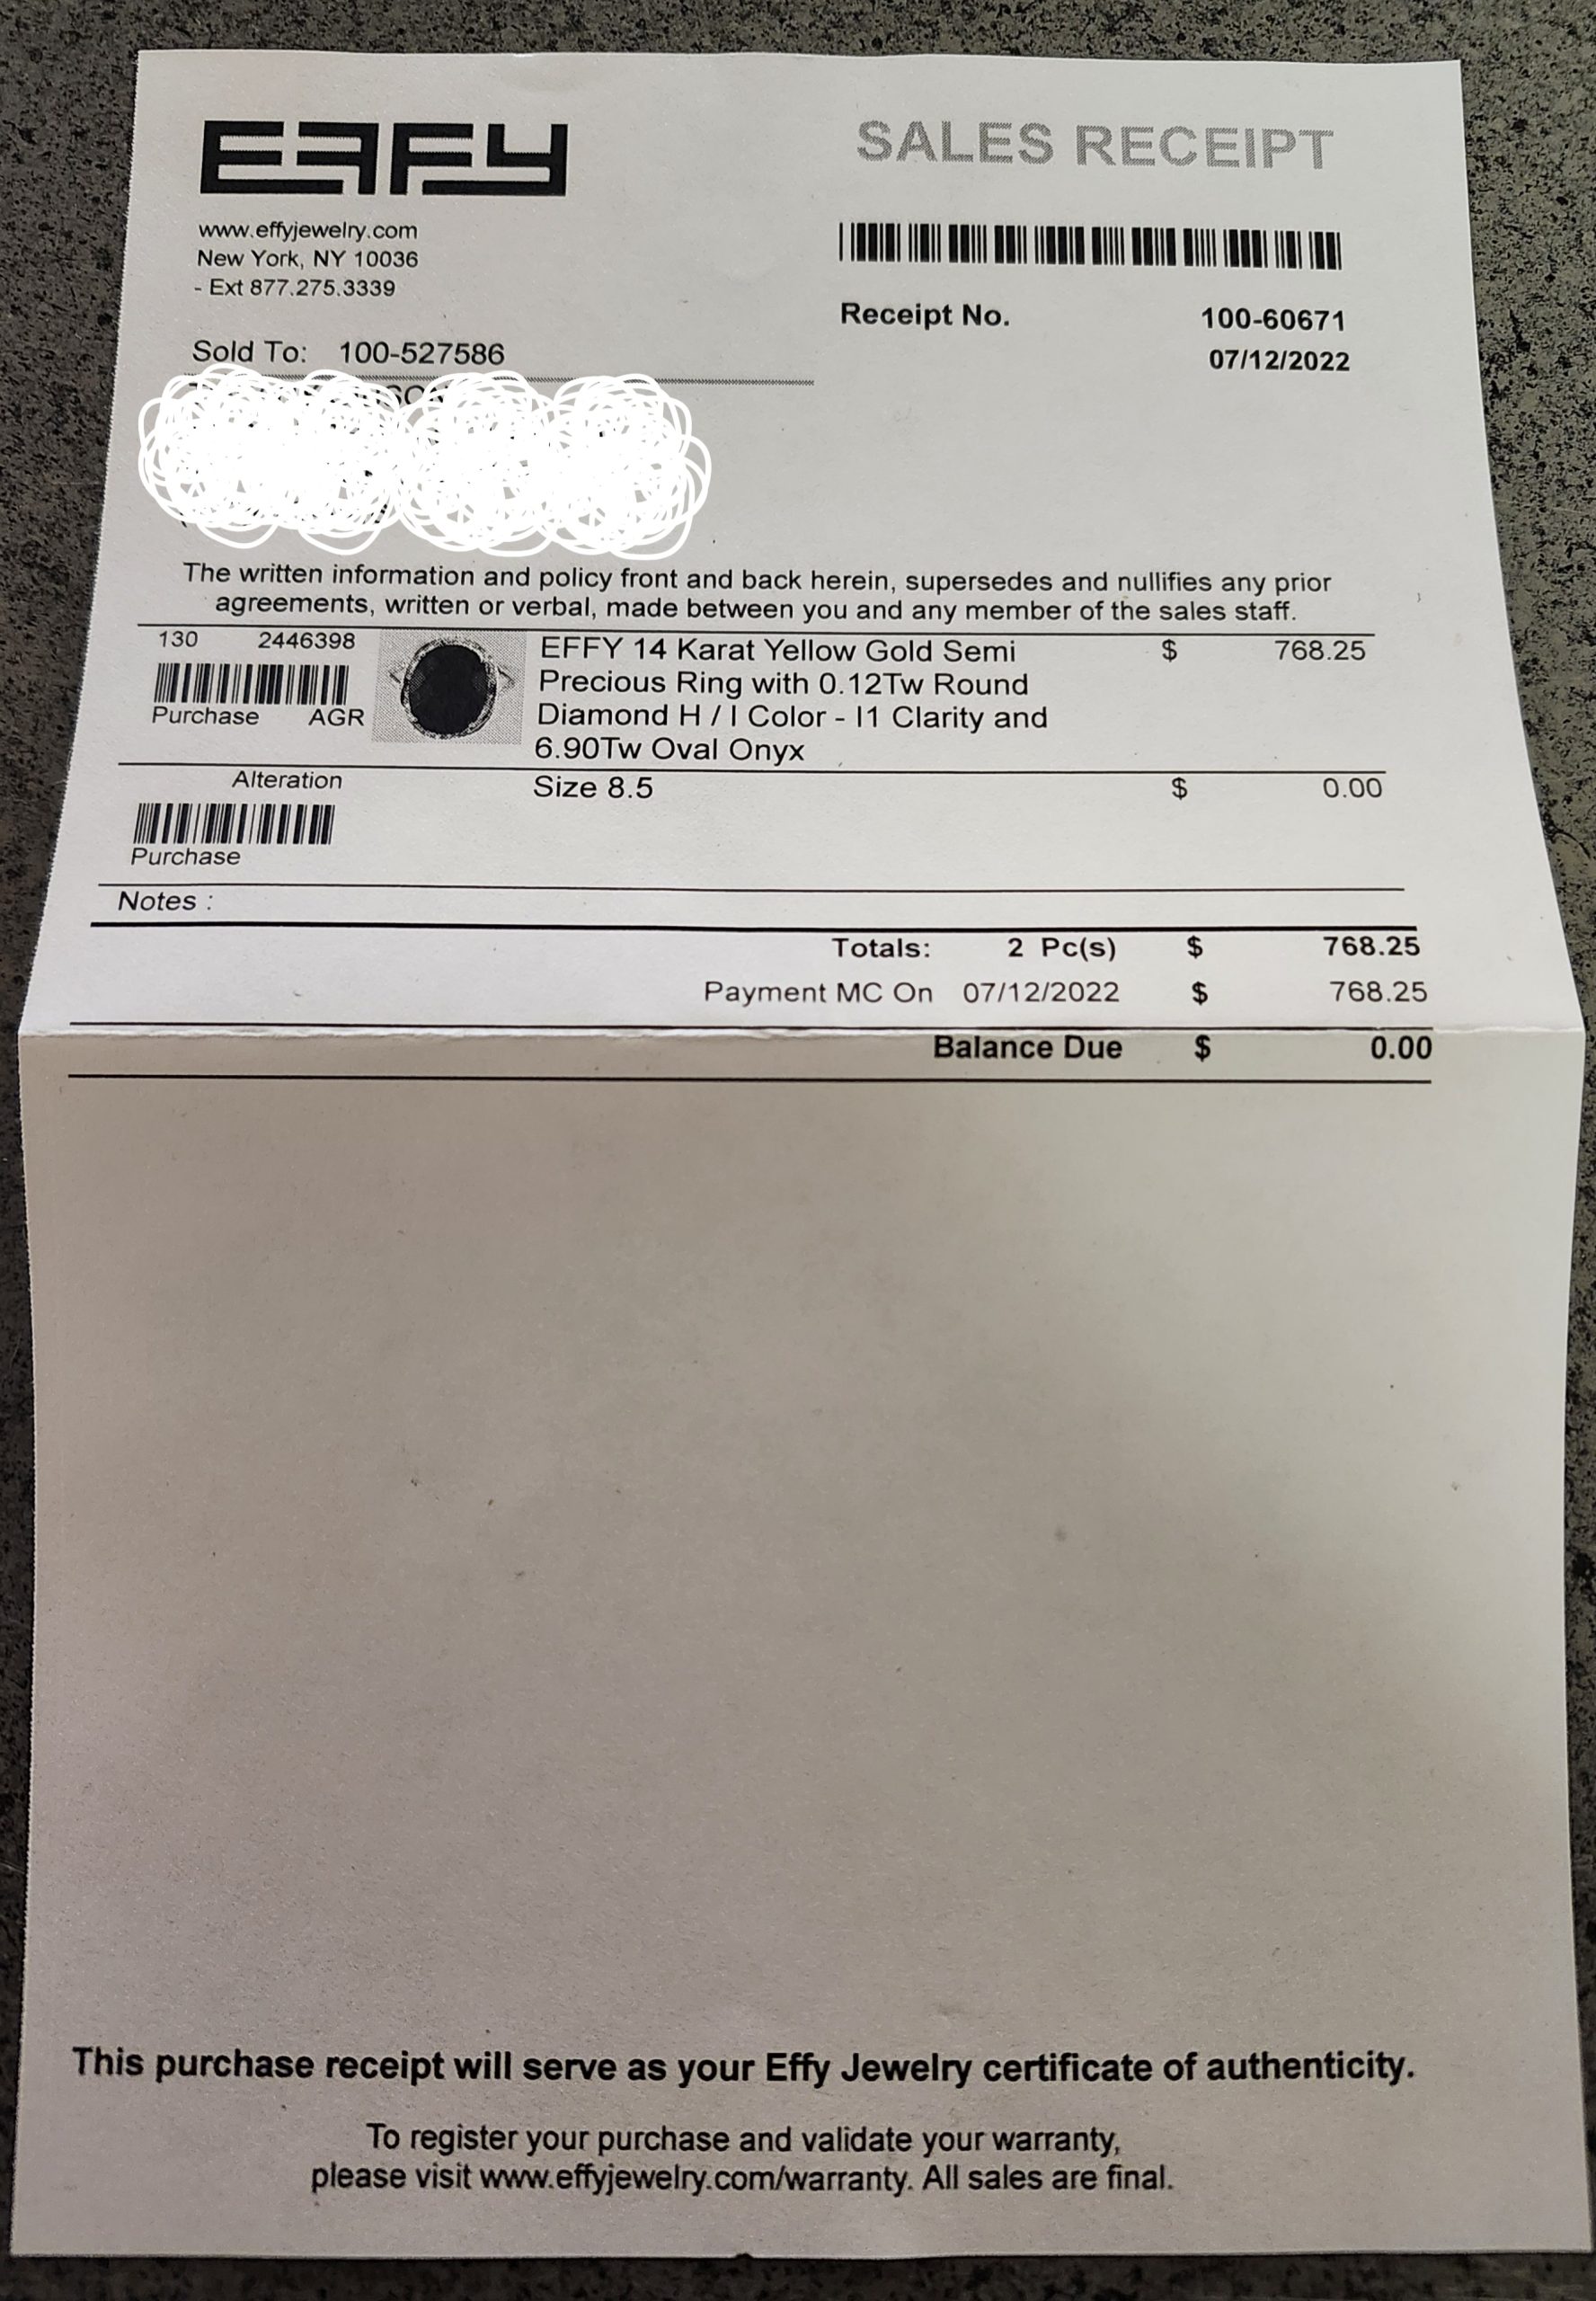 EFFY
SALES RECEIPT
www.effyjewelry.com
New York, NY 10036
- Ext 877.275.3339
Receipt No. 100-60671
07/12/2022
Sold To: 100-527586
The written information and policy front and back herein, supersedes and nullifies any prior
agreements, written or verbal, made between you and any member of the sales staff.
130 2446398
Purchase AGR
EFFY 14 Karat Yellow Gold Semi $ 768.25
Precious Ring with 0.12Tw Round
Diamond H / I Color - I1 Clarity and
6.90Tw Oval Onyx
Alteration
Purchase
Size 8.5 $ 0.00
Notes :
Totals: 2 Pc(s) $ 768.25
Payment MC On 07/12/2022 $ 768.25
Balance Due $ 0.00
This purchase receipt will serve as your Effy Jewelry certificate of authenticity.
To register your purchase and validate your warranty,
please visit www.effyjewelry.com/warranty. All sales are final.